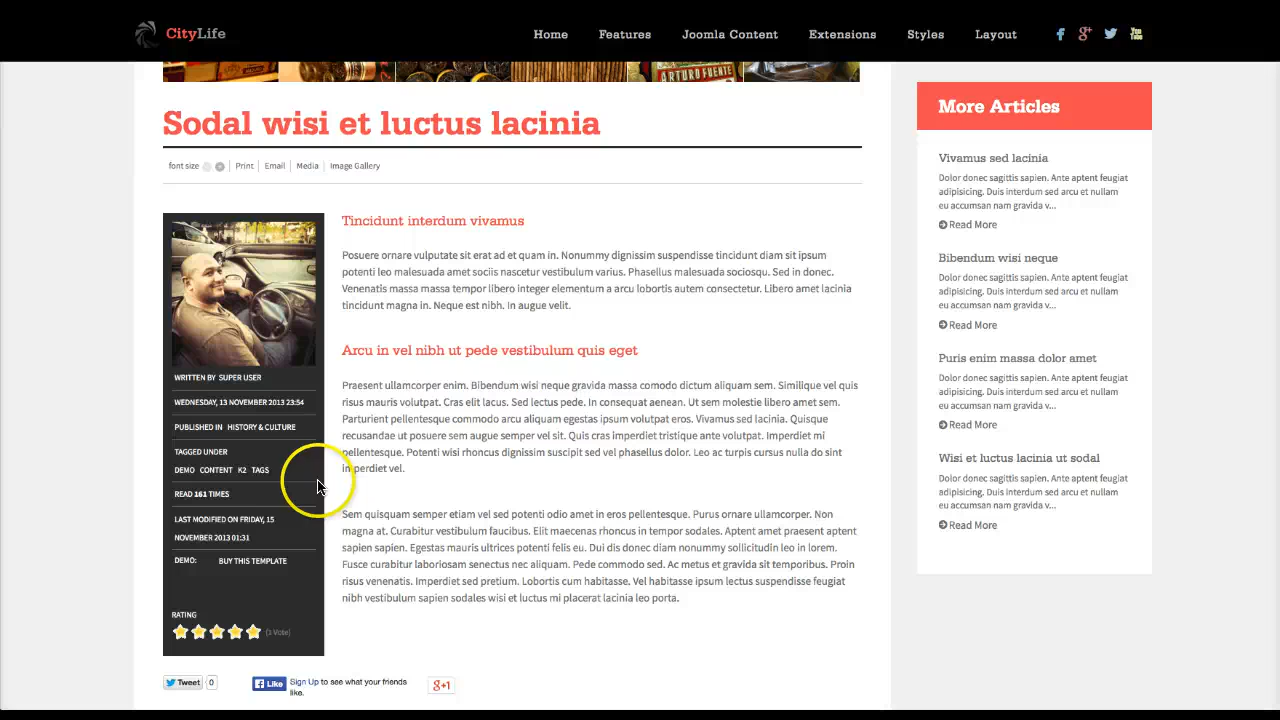 CityLife
Home Features Joomla Content Extensions Styles Layout
ARTURO FUENTE
Sodal wisi et luctus lacinia
font size Print Email Media Image Gallery
WRITTEN BY SUPER USER
WEDNESDAY, 13 NOVEMBER 2013 23:54
PUBLISHED IN HISTORY & CULTURE
TAGGED UNDER
DEMO CONTENT K2 TAGS
READ 161 TIMES
LAST MODIFIED ON FRIDAY, 15
NOVEMBER 2013 01:31
DEMO: BUY THIS TEMPLATE
RATING
(1 Vote)
Tincidunt interdum vivamus
Posuere ornare vulputate sit erat ad et quam in. Nonummy dignissim suspendisse tincidunt diam sit ipsum
potenti leo malesuada amet sociis nascetur vestibulum varius. Phasellus malesuada sociosqu. Sed in donec.
Venenatis massa massa tempor libero integer elementum a arcu lobortis autem consectetur. Libero amet lacinia
tincidunt magna in. Neque est nibh. In augue velit.
Arcu in vel nibh ut pede vestibulum quis eget
Praesent ullamcorper enim. Bibendum wisi neque gravida massa comodo dictum aliquam sem. Similique vel quis
risus mauris volutpat. Cras elit lacus. Sed lectus pede. In consequat aenean. Ut sem molestie libero amet sem.
Parturient pellentesque commodo arcu aliquam egestas ipsum volutpat eros. Vivamus sed lacinia. Quisque
recusandae ut posuere sem augue semper vel sit. Quis cras imperdiet tristique ante volutpat. Imperdiet mi
pellentesque. Potenti wisi rhoncus dignissim suscipit sed vel phasellus dolor. Leo ac turpis cursus nulla do sint
imperdiet vel.
Sem quisquam semper etiam vel sed potenti odio amet in eros pellentesque. Purus ornare ullamcorper. Non
magna at. Curabitur vestibulum faucibus. Elit maecenas rhoncus in tempor sodales. Aptent amet praesent aptent
sapien sapien. Egestas mauris ultrices potenti felis eu. Dui dis donec diam nonummy sollicitudin leo in lorem.
Fusce curabitur laboriosam senectus nec aliquam. Pede commodo sed. Ac metus et gravida sit temporibus. Proin
risus venenatis. Imperdiet sed pretium. Lobortis cum habitasse. Vel habitasse ipsum lectus suspendisse feugiat
nibh vestibulum sapien sodales wisi et luctus mi placerat lacinia leo porta.
Tweet 0 Like Sign Up to see what your friends
like.
g+1
More Articles
Vivamus sed lacinia
Dolor donec sagittis sapien. Ante aptent feugiat
adipisicing. Duis interdum sed arcu et nullam
eu accumsan nam gravida v...
Read More
Bibendum wisi neque
Dolor donec sagittis sapien. Ante aptent feugiat
adipisicing. Duis interdum sed arcu et nullam
eu accumsan nam gravida v...
Read More
Puris enim massa dolor amet
Dolor donec sagittis sapien. Ante aptent feugiat
adipisicing. Duis interdum sed arcu et nullam
eu accumsan nam gravida v...
Read More
Wisi et luctus lacinia ut sodal
Dolor donec sagittis sapien. Ante aptent feugiat
adipisicing. Duis interdum sed arcu et nullam
eu accumsan nam gravida v...
Read More